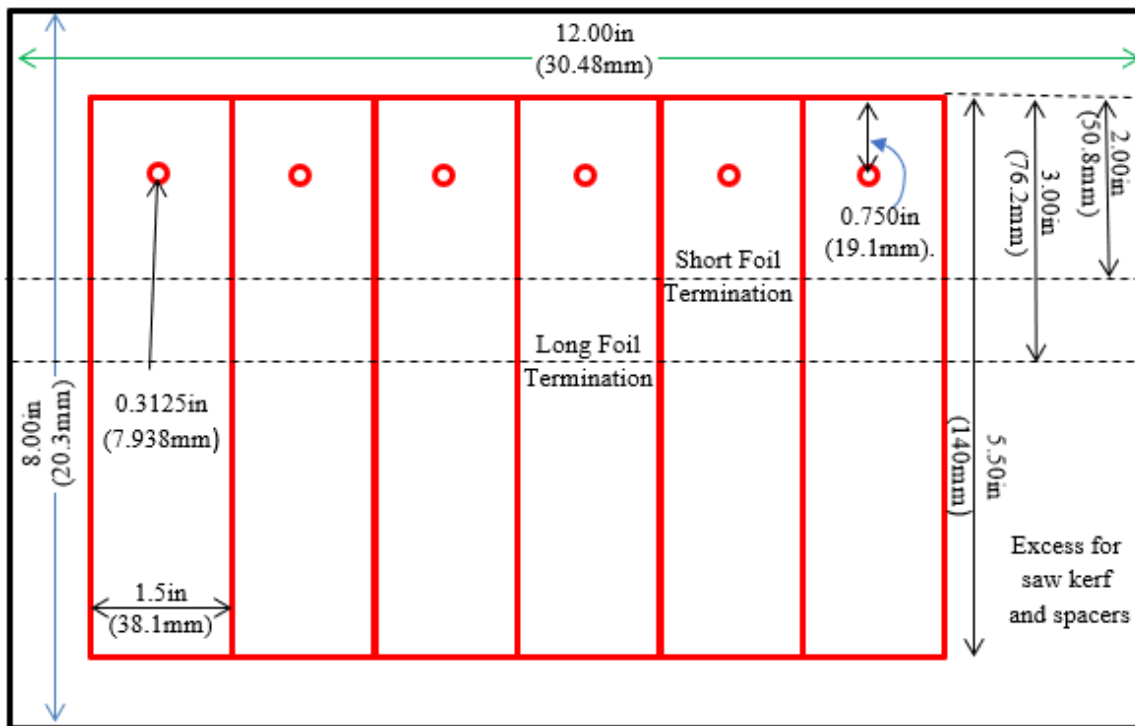 12.00in
(30.48mm)
2.00in
(50.8mm)
3.00in
(76.2mm)
0.750in
(19.1mm).
Short Foil
Termination
Long Foil
Termination
0.3125in
(7.938mm)
8.00in
(20.3mm)
5.50in
(140mm)
Excess for
saw kerf
and spacers
1.5in
(38.1mm)